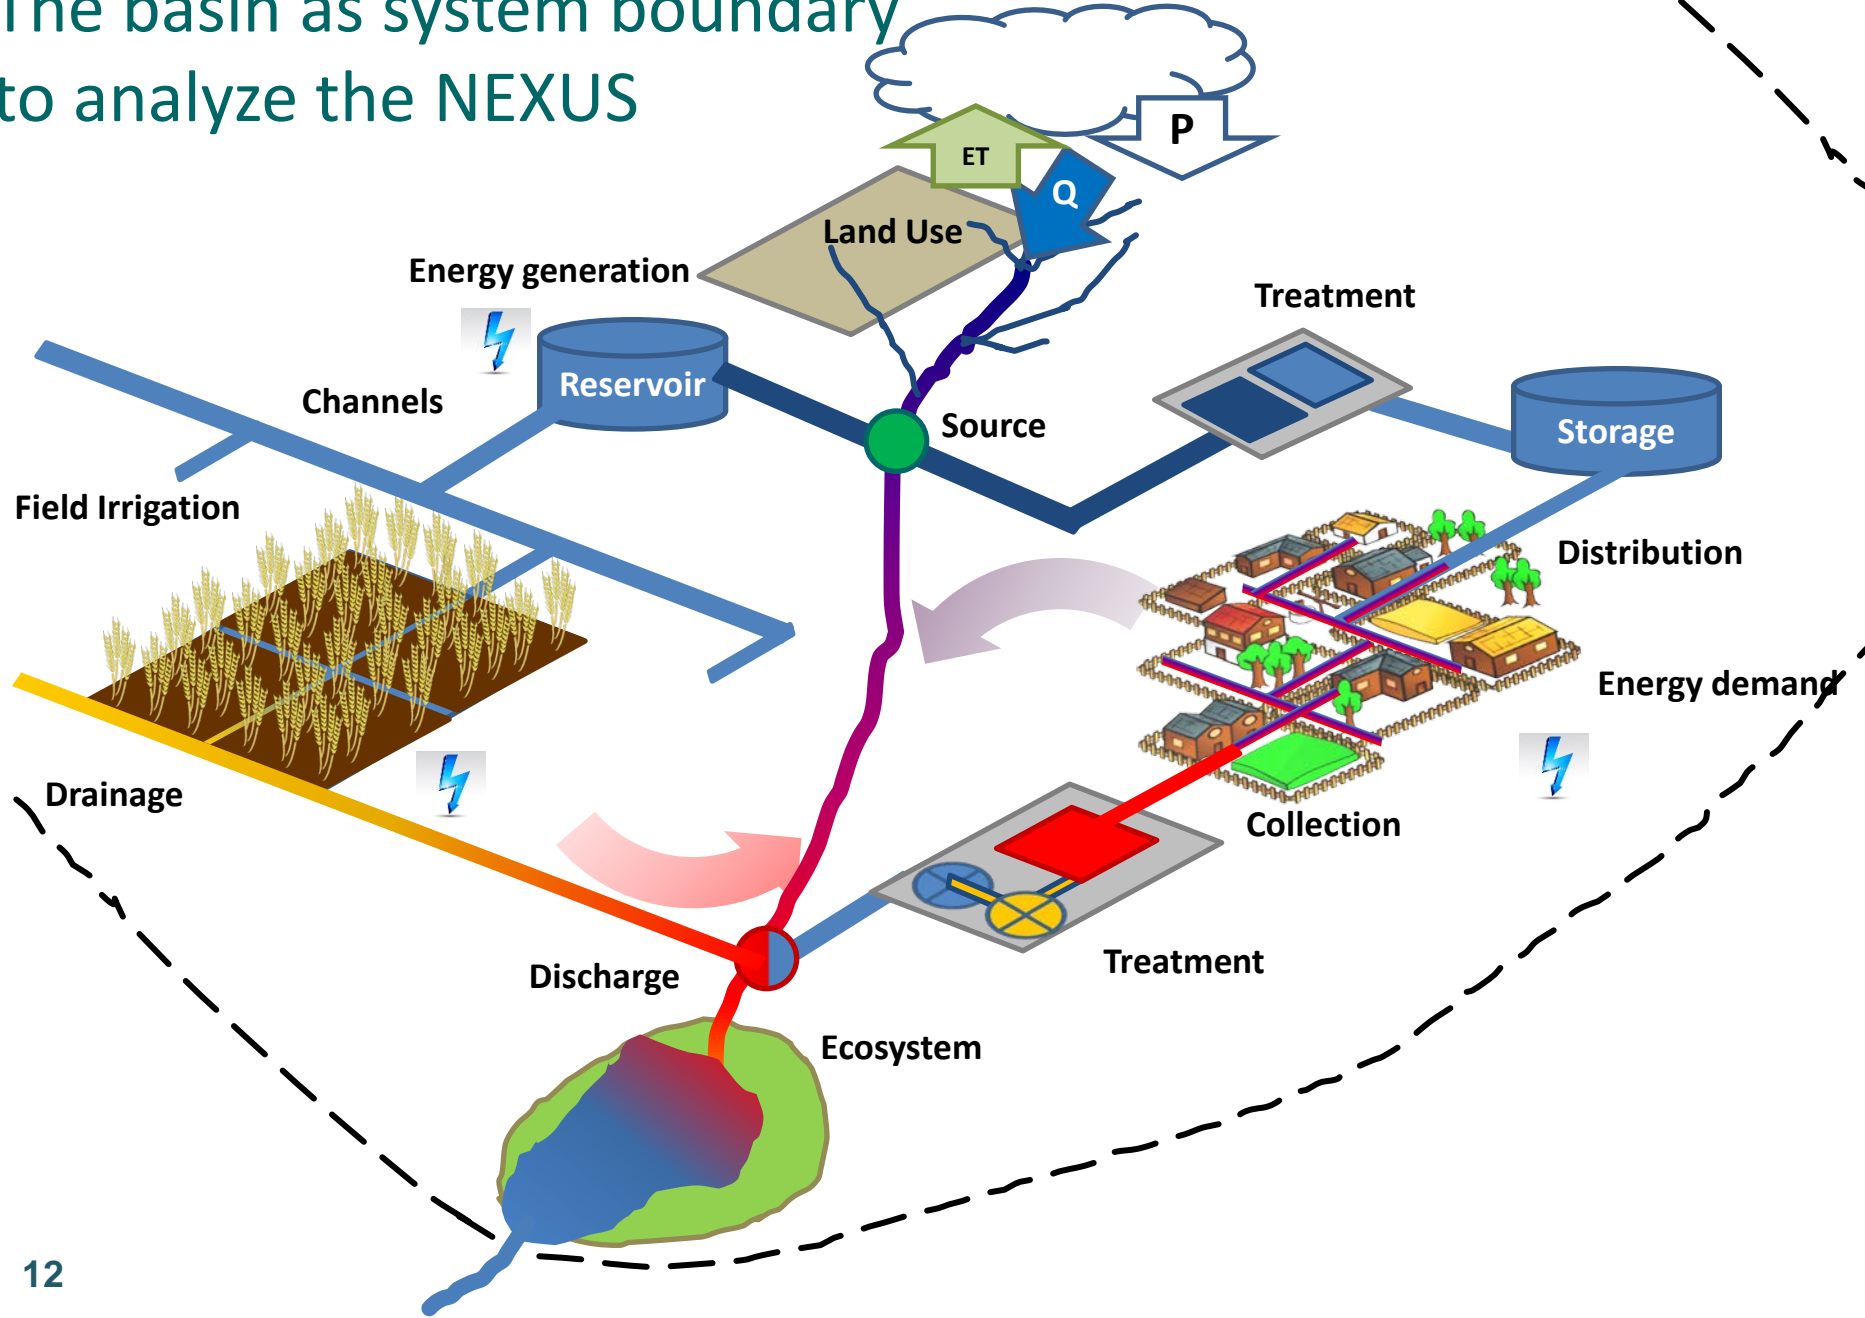 The basin as system boundary
to analyze the NEXUS
P
ET
Q
Land Use
Energy generation
Treatment
Reservoir
Channels
Source
Storage
Field Irrigation
Distribution
Energy demand
Drainage
Collection
Treatment
Discharge
Ecosystem
12